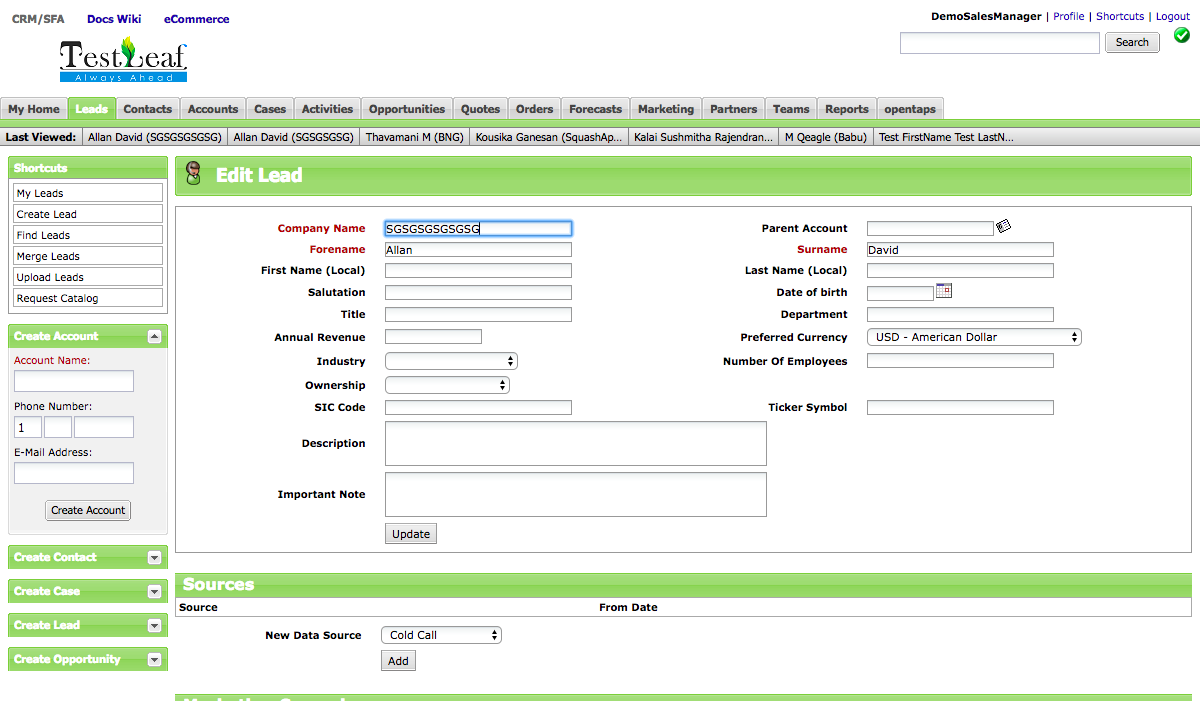 CRM/SFA Docs Wiki eCommerce
DemoSalesManager | Profile | Shortcuts | Logout
TestLeaf
Always Ahead
Search
My Home Leads Contacts Accounts Cases Activities Opportunities Quotes Orders Forecasts Marketing Partners Teams Reports opentaps
Last Viewed: Allan David (SGSGSGSGSG) Allan David (SGSGSGSG) Thavamani M (BNG) Kousika Ganesan (SquashAp... Kalai Sushmitha Rajendran... M Qeagle (Babu) Test FirstName Test LastN...
Shortcuts
My Leads
Create Lead
Find Leads
Merge Leads
Upload Leads
Request Catalog
Create Account
Account Name:
Phone Number:
1
E-Mail Address:
Create Account
Create Contact
Create Case
Create Lead
Create Opportunity
Edit Lead
Company Name SGSGSGSGSGSG Parent Account
Forename Allan Surname David
First Name (Local) Last Name (Local)
Salutation Date of birth
Title Department
Annual Revenue Preferred Currency USD - American Dollar
Industry Number Of Employees
Ownership
SIC Code Ticker Symbol
Description
Important Note
Update
Sources
Source From Date
New Data Source Cold Call
Add